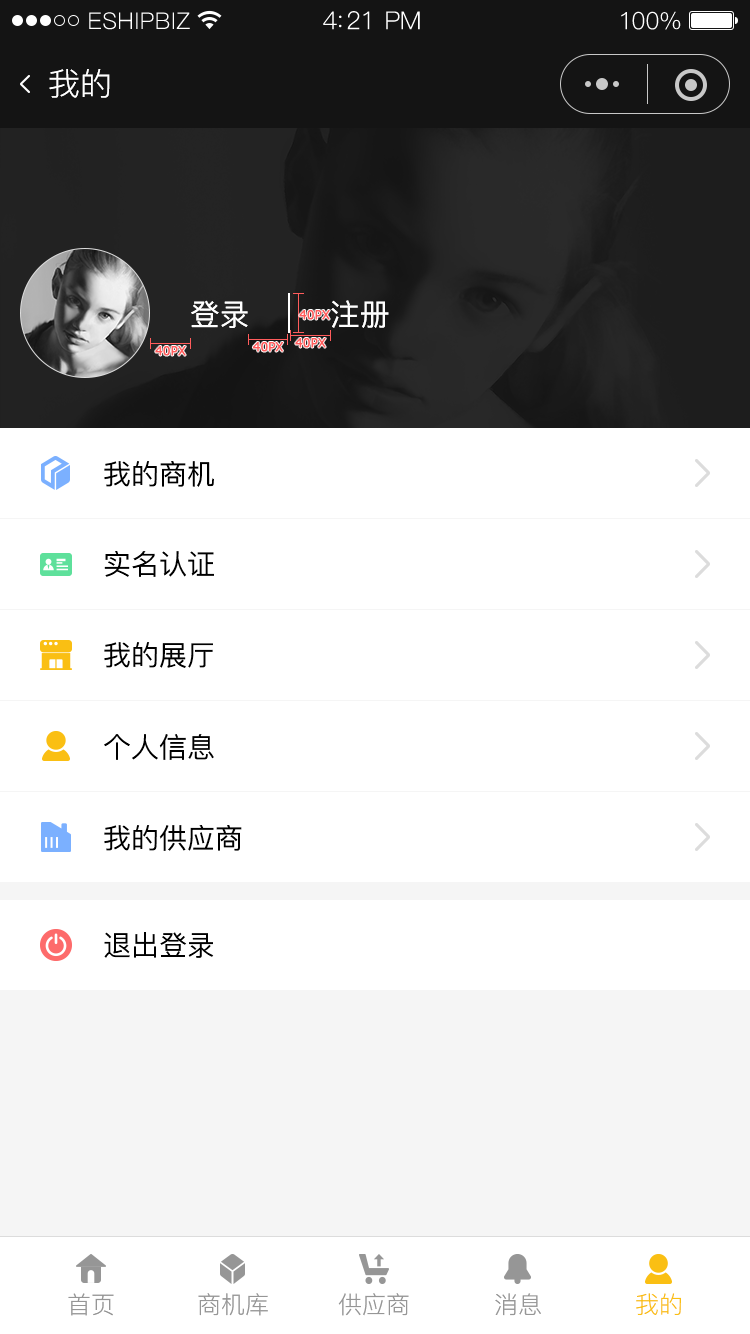 ESHIPBIZ 4:21 PM 100%
我的
登录 40PX 注册
40PX 40PX 40PX
我的商机
实名认证
我的展厅
个人信息
我的供应商
退出登录
首页 商机库 供应商 消息 我的